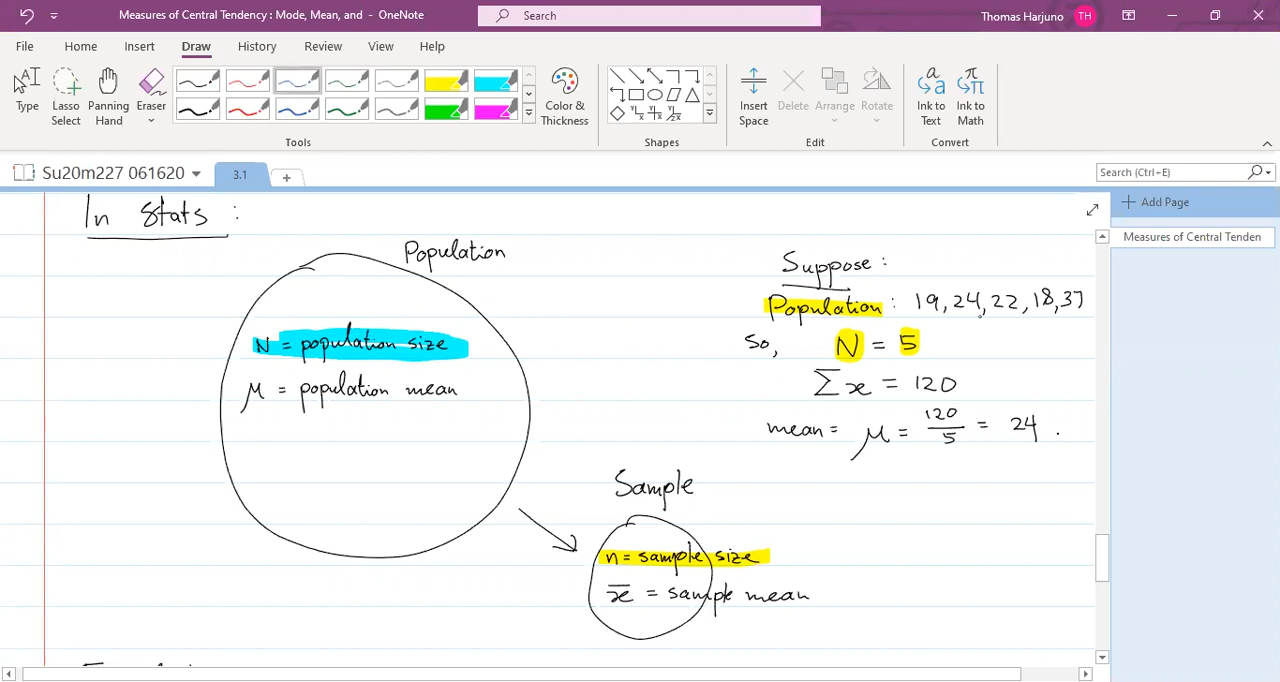 Measures of Central Tendency : Mode, Mean, and - OneNote
Search
Thomas Harjuno TH
File Home Insert Draw History Review View Help
Type
Lasso Select
Panning Hand
Eraser
Color & Thickness
Insert Space
Delete
Arrange
Rotate
Ink to Text
Ink to Math
Tools
Shapes
Edit
Convert
Su20m227 061620
3.1
Search (Ctrl+E)
Add Page
Measures of Central Tenden
In Stats :
Population
N = population size
μ = population mean
Suppose :
Population : 19, 24, 22, 18, 37
So, N = 5
Σx = 120
mean = μ = 120/5 = 24 .
Sample
n = sample size
x̄ = sample mean